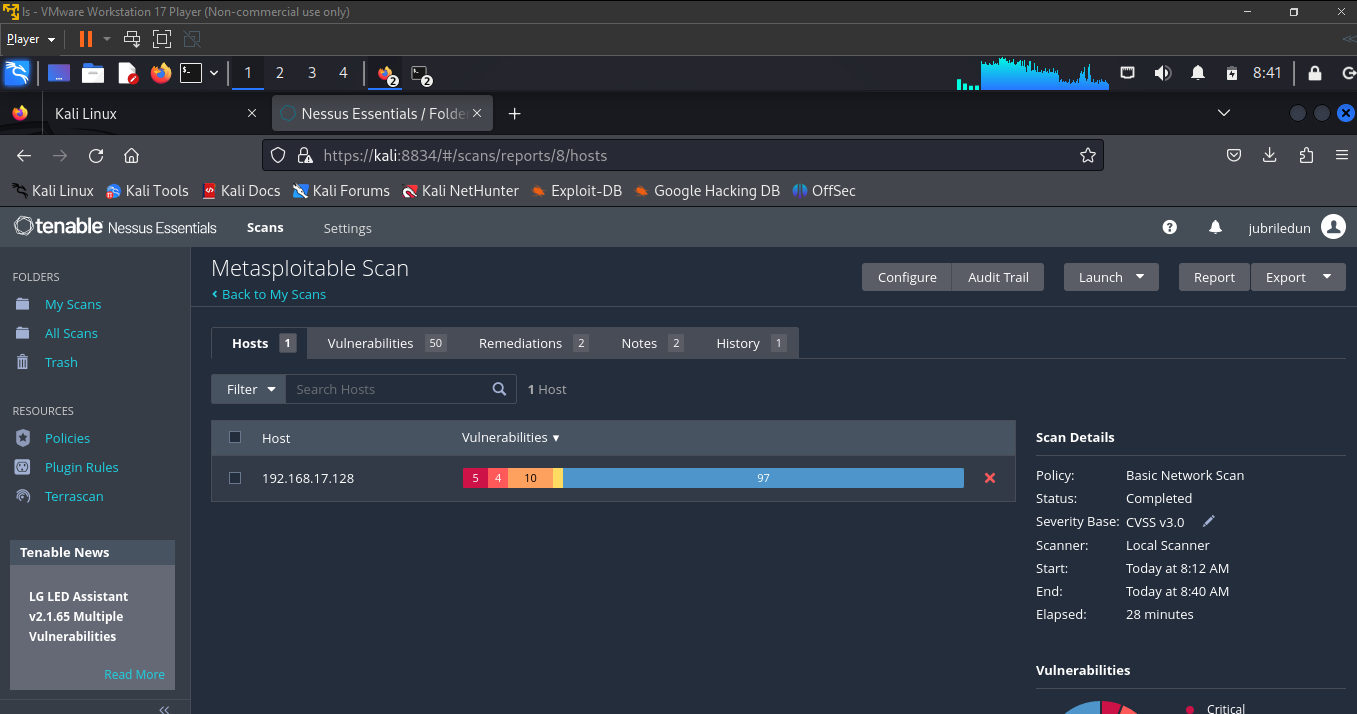 ls - VMware Workstation 17 Player (Non-commercial use only)
Player
1 2 3 4 2 2 8:41
Kali Linux Nessus Essentials / Folde
https://kali:8834/#/scans/reports/8/hosts
Kali Linux Kali Tools Kali Docs Kali Forums Kali NetHunter Exploit-DB Google Hacking DB OffSec
tenable Nessus Essentials Scans Settings jubriledun
FOLDERS
My Scans
All Scans
Trash
RESOURCES
Policies
Plugin Rules
Terrascan
Tenable News
LG LED Assistant
v2.1.65 Multiple
Vulnerabilities
Read More
Metasploitable Scan
Back to My Scans
Configure Audit Trail Launch Report Export
Hosts 1 Vulnerabilities 50 Remediations 2 Notes 2 History 1
Filter Search Hosts 1 Host
Host Vulnerabilities
192.168.17.128 5 4 10 97
Scan Details
Policy: Basic Network Scan
Status: Completed
Severity Base: CVSS v3.0
Scanner: Local Scanner
Start: Today at 8:12 AM
End: Today at 8:40 AM
Elapsed: 28 minutes
Vulnerabilities
Critical